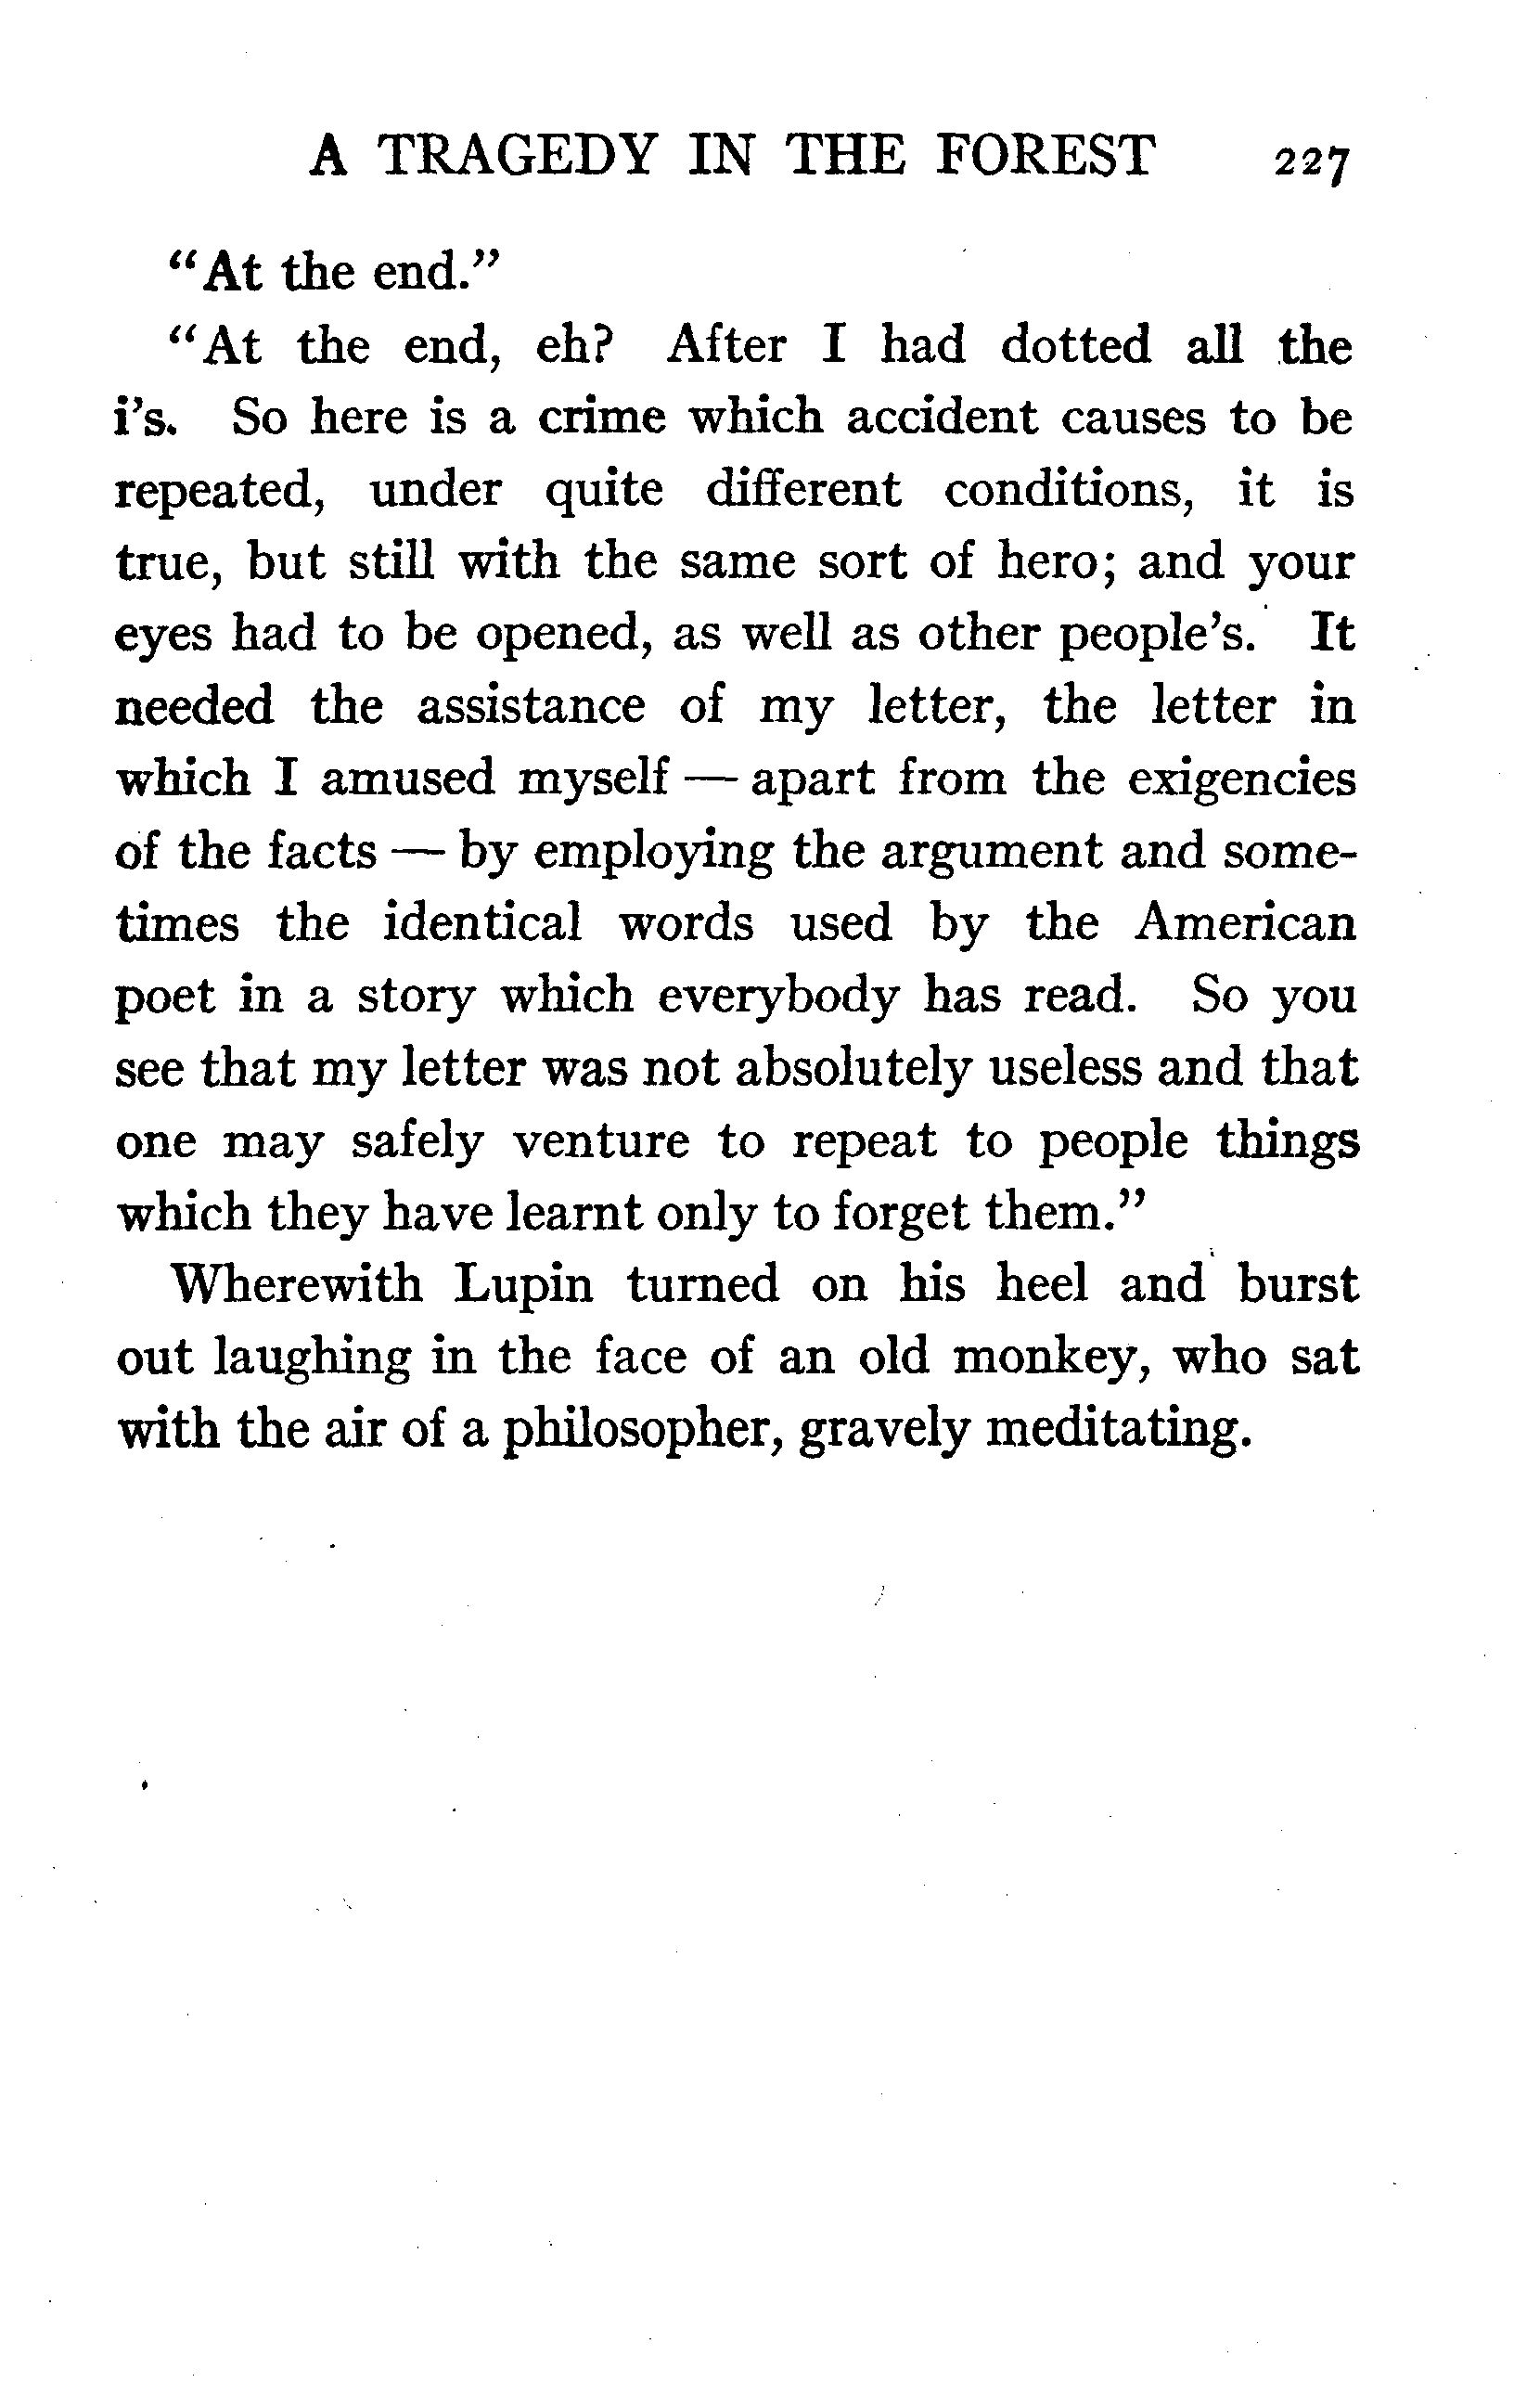 A TRAGEDY IN THE FOREST 227
"At the end."
"At the end, eh? After I had dotted all the
i's. So here is a crime which accident causes to be
repeated, under quite different conditions, it is
true, but still with the same sort of hero; and your
eyes had to be opened, as well as other people's. It
needed the assistance of my letter, the letter in
which I amused myself — apart from the exigencies
of the facts — by employing the argument and some-
times the identical words used by the American
poet in a story which everybody has read. So you
see that my letter was not absolutely useless and that
one may safely venture to repeat to people things
which they have learnt only to forget them."
Wherewith Lupin turned on his heel and burst
out laughing in the face of an old monkey, who sat
with the air of a philosopher, gravely meditating.